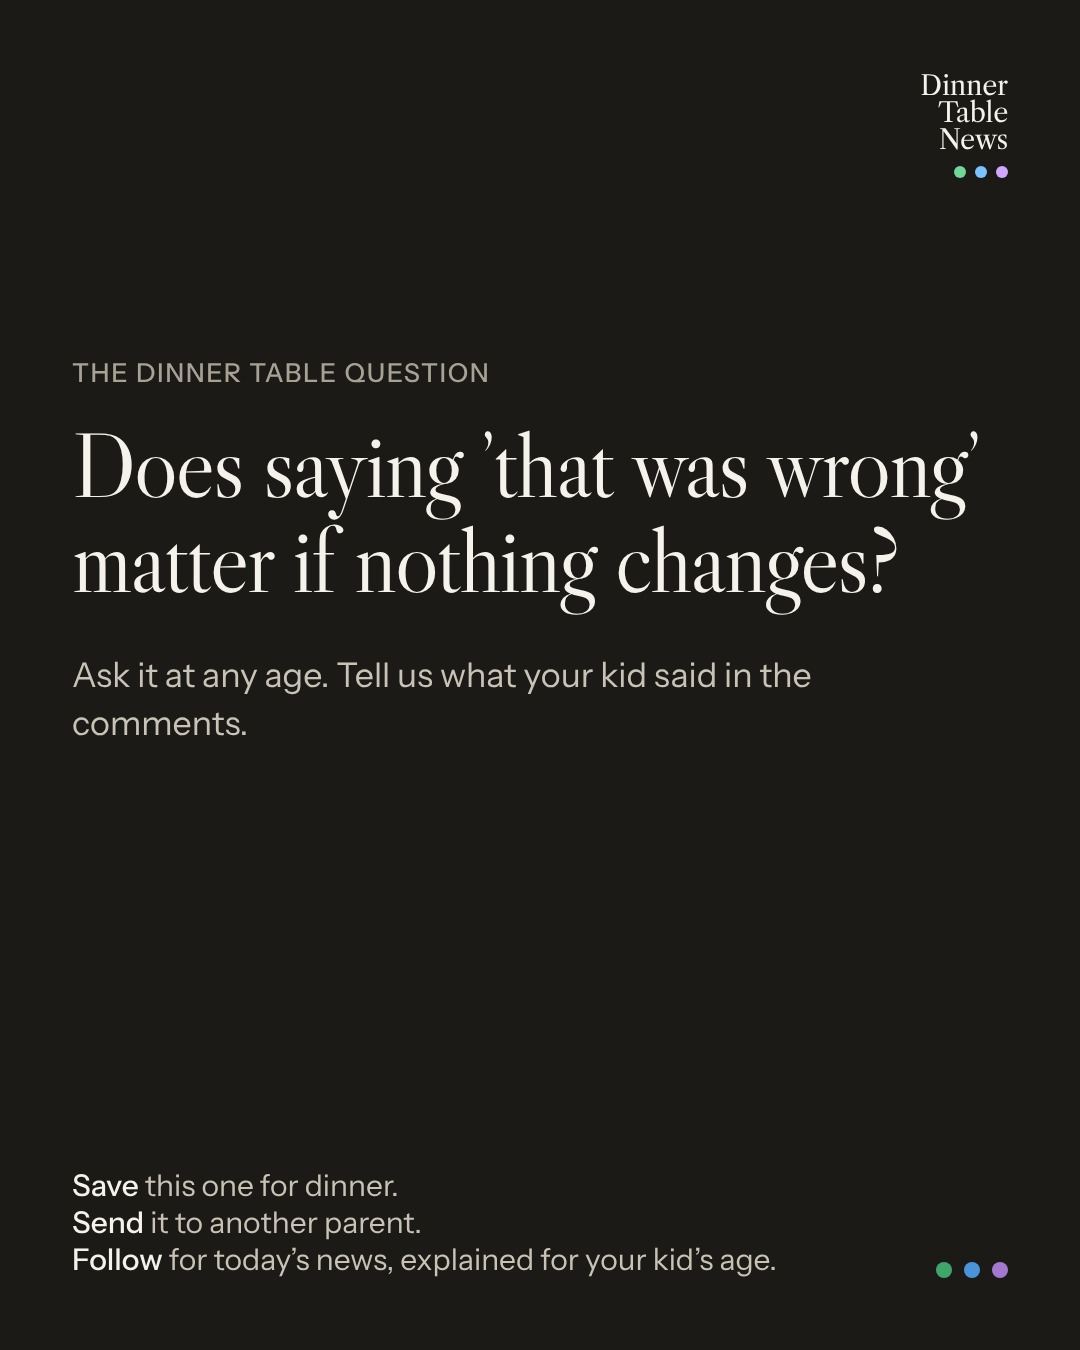 Dinner
Table
News
THE DINNER TABLE QUESTION
Does saying ’that was wrong’
matter if nothing changes?
Ask it at any age. Tell us what your kid said in the
comments.
Save this one for dinner.
Send it to another parent.
Follow for today’s news, explained for your kid’s age.